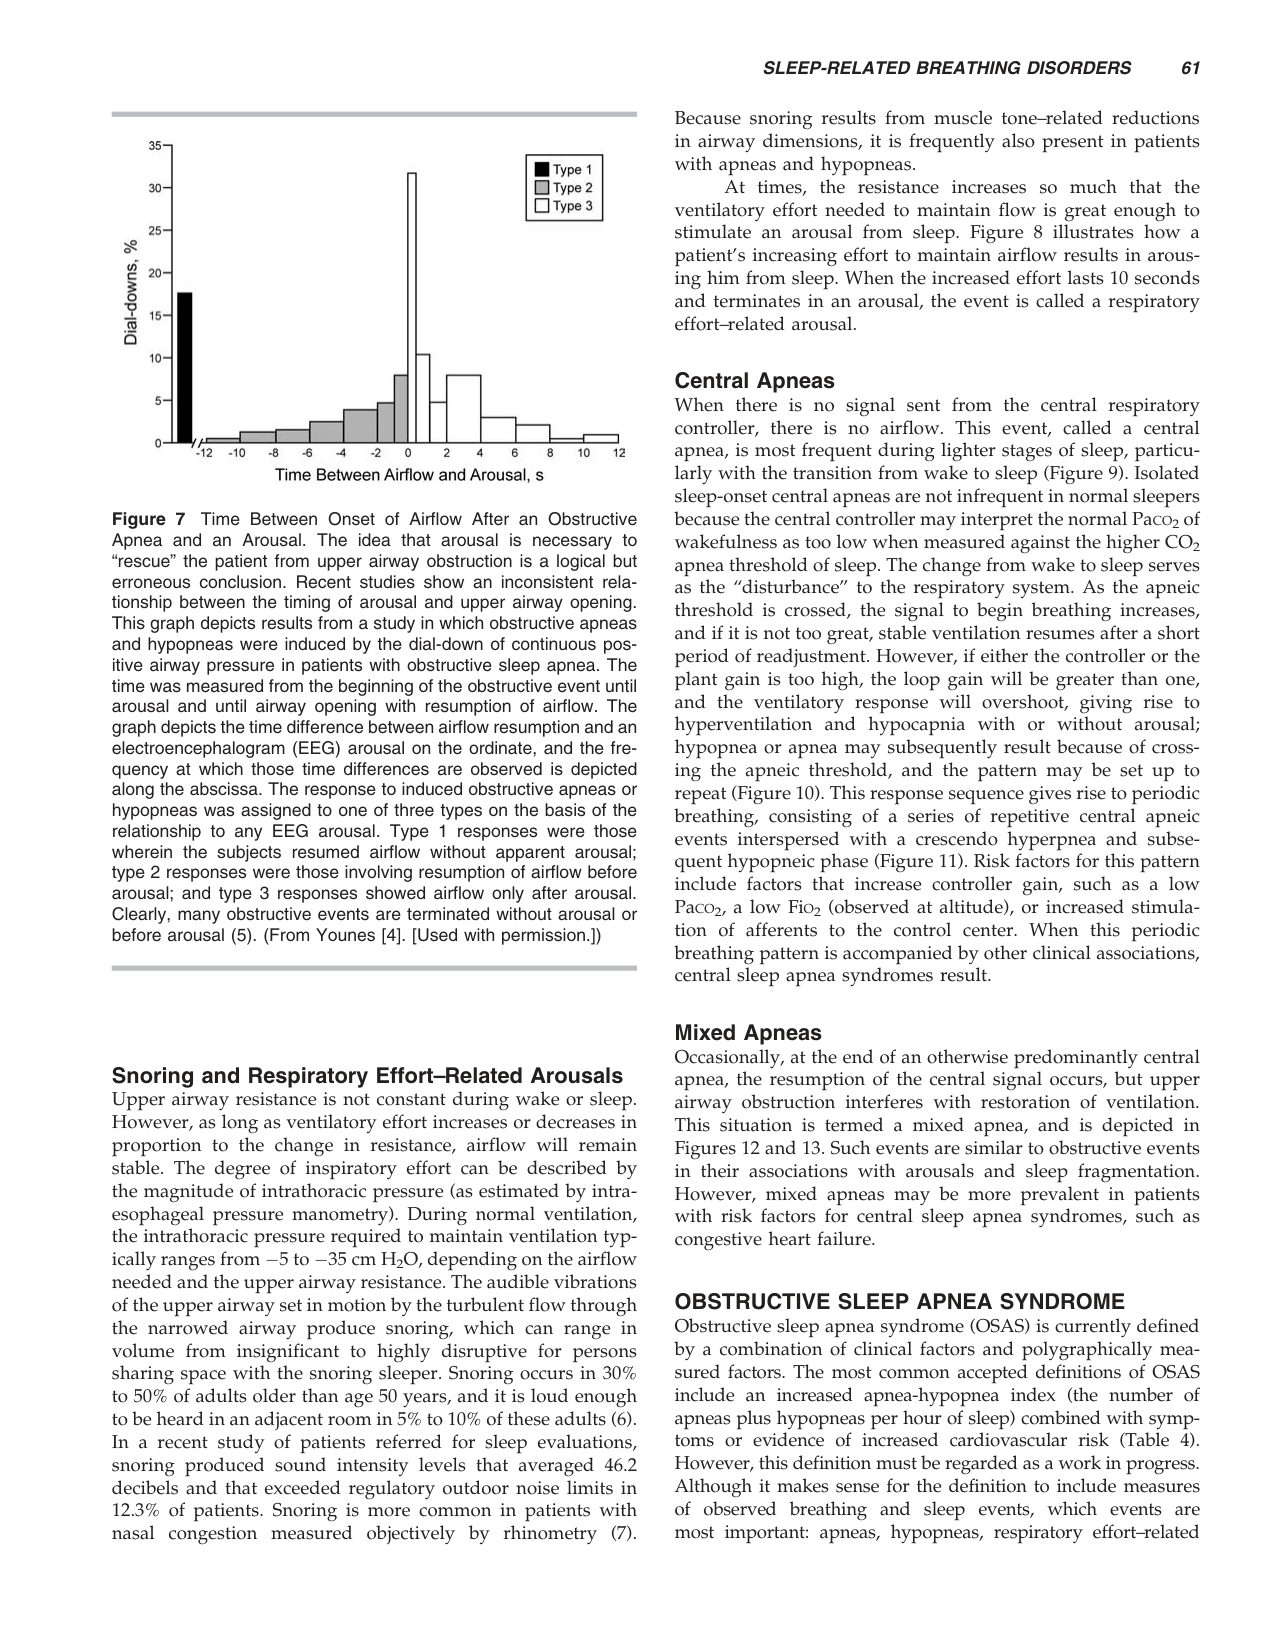 SLEEP-RELATED BREATHING DISORDERS 61
35
30
25
20
15
10
5
0
Dial-downs, %
Type 1
Type 2
Type 3
-12 -10 -8 -6 -4 -2 0 2 4 6 8 10 12
Time Between Airflow and Arousal, s
Figure 7 Time Between Onset of Airflow After an Obstructive
Apnea and an Arousal. The idea that arousal is necessary to
“rescue” the patient from upper airway obstruction is a logical but
erroneous conclusion. Recent studies show an inconsistent rela-
tionship between the timing of arousal and upper airway opening.
This graph depicts results from a study in which obstructive apneas
and hypopneas were induced by the dial-down of continuous pos-
itive airway pressure in patients with obstructive sleep apnea. The
time was measured from the beginning of the obstructive event until
arousal and until airway opening with resumption of airflow. The
graph depicts the time difference between airflow resumption and an
electroencephalogram (EEG) arousal on the ordinate, and the fre-
quency at which those time differences are observed is depicted
along the abscissa. The response to induced obstructive apneas or
hypopneas was assigned to one of three types on the basis of the
relationship to any EEG arousal. Type 1 responses were those
wherein the subjects resumed airflow without apparent arousal;
type 2 responses were those involving resumption of airflow before
arousal; and type 3 responses showed airflow only after arousal.
Clearly, many obstructive events are terminated without arousal or
before arousal (5). (From Younes [4]. [Used with permission.])
Snoring and Respiratory Effort–Related Arousals
Upper airway resistance is not constant during wake or sleep.
However, as long as ventilatory effort increases or decreases in
proportion to the change in resistance, airflow will remain
stable. The degree of inspiratory effort can be described by
the magnitude of intrathoracic pressure (as estimated by intra-
esophageal pressure manometry). During normal ventilation,
the intrathoracic pressure required to maintain ventilation typ-
ically ranges from −5 to −35 cm H2O, depending on the airflow
needed and the upper airway resistance. The audible vibrations
of the upper airway set in motion by the turbulent flow through
the narrowed airway produce snoring, which can range in
volume from insignificant to highly disruptive for persons
sharing space with the snoring sleeper. Snoring occurs in 30%
to 50% of adults older than age 50 years, and it is loud enough
to be heard in an adjacent room in 5% to 10% of these adults (6).
In a recent study of patients referred for sleep evaluations,
snoring produced sound intensity levels that averaged 46.2
decibels and that exceeded regulatory outdoor noise limits in
12.3% of patients. Snoring is more common in patients with
nasal congestion measured objectively by rhinometry (7).
Because snoring results from muscle tone–related reductions
in airway dimensions, it is frequently also present in patients
with apneas and hypopneas.
At times, the resistance increases so much that the
ventilatory effort needed to maintain flow is great enough to
stimulate an arousal from sleep. Figure 8 illustrates how a
patient’s increasing effort to maintain airflow results in arous-
ing him from sleep. When the increased effort lasts 10 seconds
and terminates in an arousal, the event is called a respiratory
effort–related arousal.
Central Apneas
When there is no signal sent from the central respiratory
controller, there is no airflow. This event, called a central
apnea, is most frequent during lighter stages of sleep, particu-
larly with the transition from wake to sleep (Figure 9). Isolated
sleep-onset central apneas are not infrequent in normal sleepers
because the central controller may interpret the normal PaCO2 of
wakefulness as too low when measured against the higher CO2
apnea threshold of sleep. The change from wake to sleep serves
as the “disturbance” to the respiratory system. As the apneic
threshold is crossed, the signal to begin breathing increases,
and if it is not too great, stable ventilation resumes after a short
period of readjustment. However, if either the controller or the
plant gain is too high, the loop gain will be greater than one,
and the ventilatory response will overshoot, giving rise to
hyperventilation and hypocapnia with or without arousal;
hypopnea or apnea may subsequently result because of cross-
ing the apneic threshold, and the pattern may be set up to
repeat (Figure 10). This response sequence gives rise to periodic
breathing, consisting of a series of repetitive central apneic
events interspersed with a crescendo hyperpnea and subse-
quent hypopneic phase (Figure 11). Risk factors for this pattern
include factors that increase controller gain, such as a low
PaCO2, a low FiO2 (observed at altitude), or increased stimula-
tion of afferents to the control center. When this periodic
breathing pattern is accompanied by other clinical associations,
central sleep apnea syndromes result.
Mixed Apneas
Occasionally, at the end of an otherwise predominantly central
apnea, the resumption of the central signal occurs, but upper
airway obstruction interferes with restoration of ventilation.
This situation is termed a mixed apnea, and is depicted in
Figures 12 and 13. Such events are similar to obstructive events
in their associations with arousals and sleep fragmentation.
However, mixed apneas may be more prevalent in patients
with risk factors for central sleep apnea syndromes, such as
congestive heart failure.
OBSTRUCTIVE SLEEP APNEA SYNDROME
Obstructive sleep apnea syndrome (OSAS) is currently defined
by a combination of clinical factors and polygraphically mea-
sured factors. The most common accepted definitions of OSAS
include an increased apnea-hypopnea index (the number of
apneas plus hypopneas per hour of sleep) combined with symp-
toms or evidence of increased cardiovascular risk (Table 4).
However, this definition must be regarded as a work in progress.
Although it makes sense for the definition to include measures
of observed breathing and sleep events, which events are
most important: apneas, hypopneas, respiratory effort–related